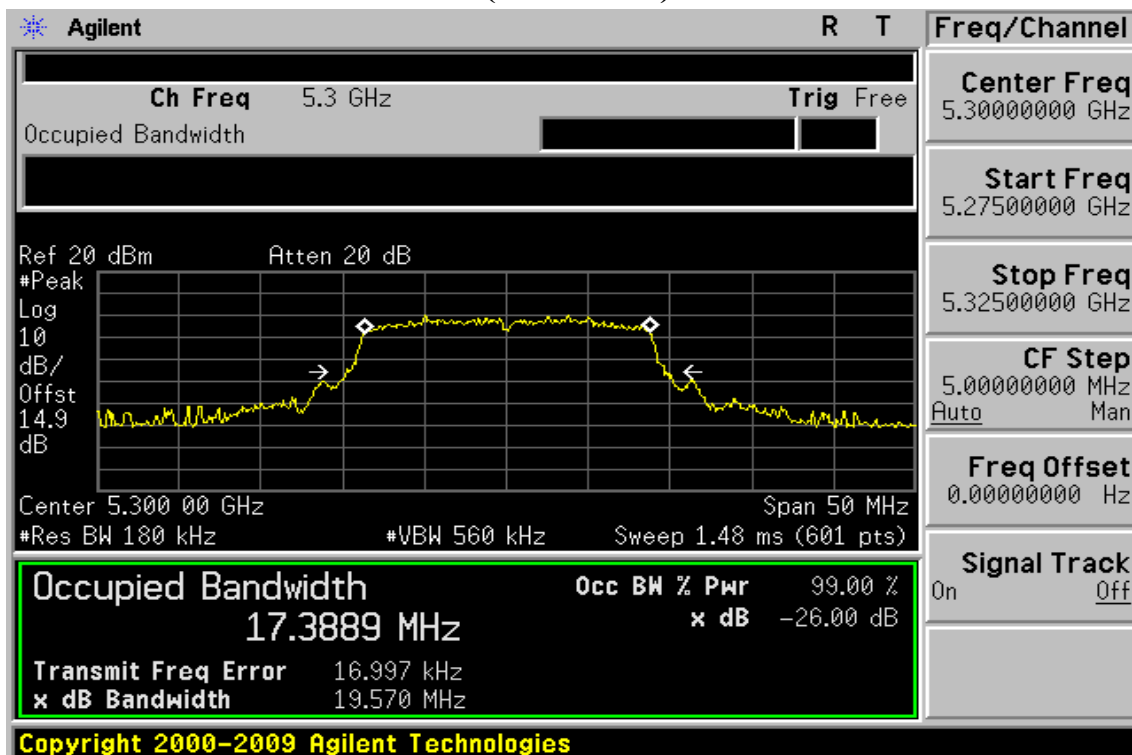 Agilent R T
Freq/Channel
Ch Freq 5.3 GHz Trig Free
Occupied Bandwidth
Center Freq
5.30000000 GHz
Start Freq
5.27500000 GHz
Stop Freq
5.32500000 GHz
CF Step
5.00000000 MHz
Auto Man
Freq Offset
0.00000000 Hz
Signal Track
On Off
Ref 20 dBm Atten 20 dB
#Peak
Log
10
dB/
Offst
14.9
dB
Center 5.300 00 GHz Span 50 MHz
#Res BW 180 kHz #VBW 560 kHz Sweep 1.48 ms (601 pts)
Occupied Bandwidth Occ BW % Pwr 99.00 %
17.3889 MHz x dB -26.00 dB
Transmit Freq Error 16.997 kHz
x dB Bandwidth 19.570 MHz
Copyright 2000-2009 Agilent Technologies